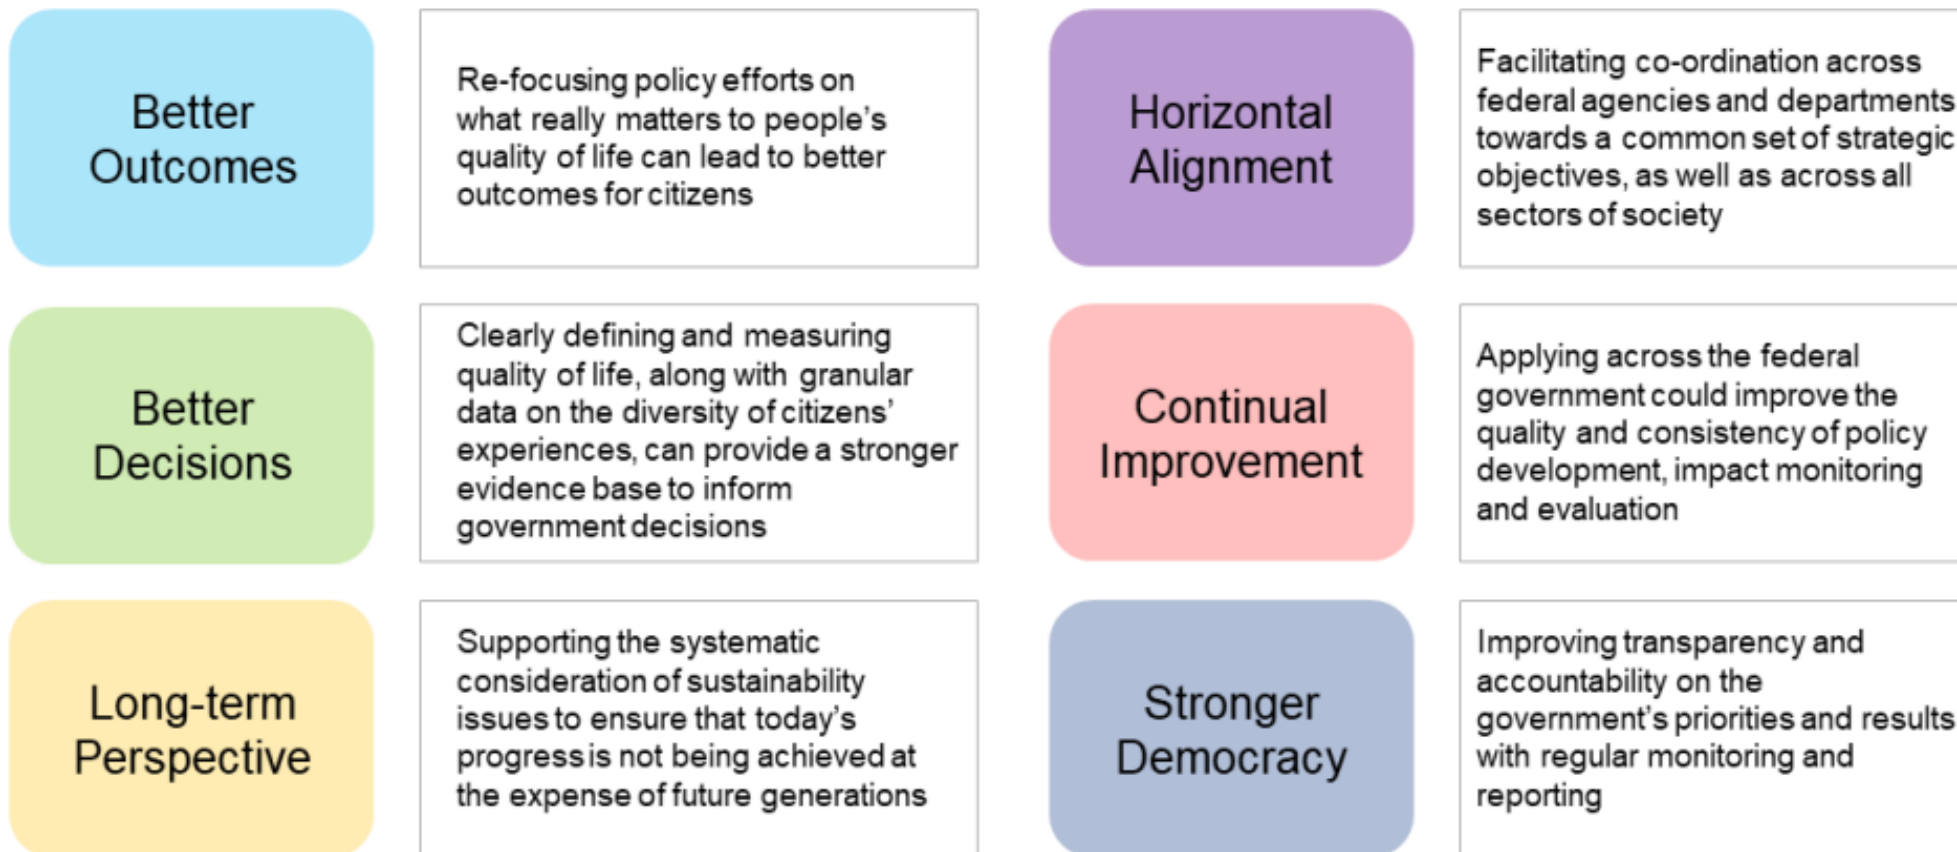 Better
Outcomes
Re-focusing policy efforts on
what really matters to people's
quality of life can lead to better
outcomes for citizens
Horizontal
Alignment
Facilitating co-ordination across
federal agencies and departments
towards a common set of strategic
objectives, as well as across all
sectors of society
Better
Decisions
Clearly defining and measuring
quality of life, along with granular
data on the diversity of citizens'
experiences, can provide a stronger
evidence base to inform
government decisions
Continual
Improvement
Applying across the federal
government could improve the
quality and consistency of policy
development, impact monitoring
and evaluation
Long-term
Perspective
Supporting the systematic
consideration of sustainability
issues to ensure that today's
progress is not being achieved at
the expense of future generations
Stronger
Democracy
Improving transparency and
accountability on the
government's priorities and results
with regular monitoring and
reporting